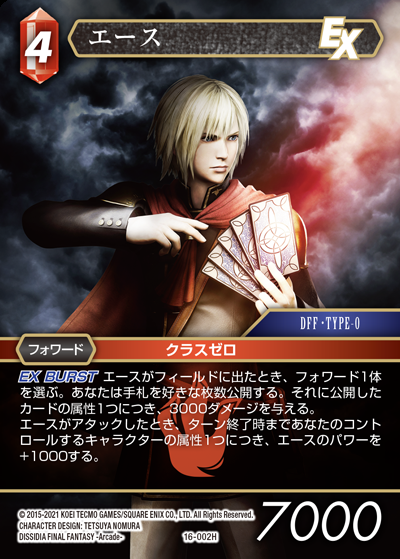 4
エース
EX
DFF・TYPE-0
フォワード
クラスゼロ
EX BURST エースがフィールドに出たとき、フォワード1体
を選ぶ。あなたは手札を好きな枚数公開する。それに公開した
カードの属性1つにつき、3000ダメージを与える。
エースがアタックしたとき、ターン終了時まであなたのコント
ロールするキャラクターの属性1つにつき、エースのパワーを
+1000する。
© 2015-2021 KOEI TECMO GAMES/SQUARE ENIX CO., LTD. All Rights Reserved.
CHARACTER DESIGN: TETSUYA NOMURA
DISSIDIA FINAL FANTASY -Arcade-
16-002H
7000